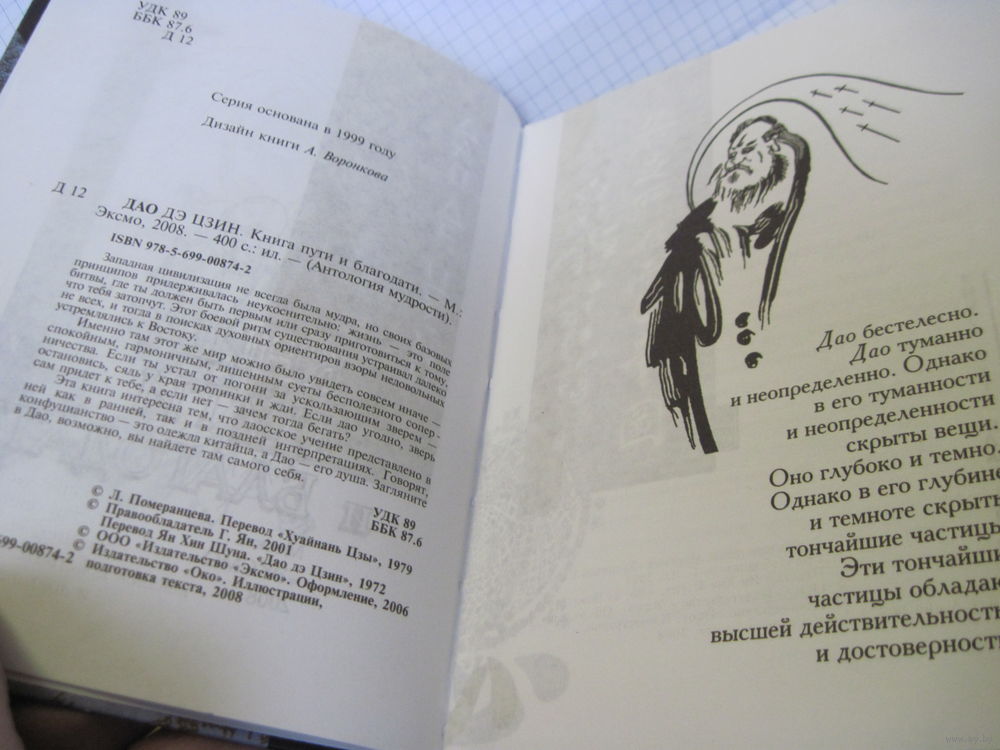 УДК 89
ББК 87.6
Д 12
Серия основана в 1999 году
Дизайн книги А. Воронкова
Д 12
ДАО ДЭ ЦЗИН. Книга пути и благодати. — М.:
Эксмо, 2008. — 400 с.: ил. — (Антология мудрости).
ISBN 978-5-699-00874-2
Западная цивилизация не всегда была мудра, но своих базовых
принципов придерживалась неукоснительно; жизнь — это поле
битвы, где ты должен быть первым или сразу приготовиться к тому,
что тебя затопчут. Этот боевой ритм существования устраивал далеко
не всех, и тогда в поисках духовных ориентиров взоры недовольных
устремлялись к Востоку.
Именно там этот же мир можно было увидеть совсем иначе —
спокойным, гармоничным, лишенным суеты бесполезного сопер-
ничества. Если ты устал от погони за ускользающим зверем —
остановись, сядь у края тропинки и жди. Если дао угодно, зверь
сам придет к тебе, а если нет — зачем тогда бегать?
Эта книга интересна тем, что даосское учение представлено в
ней как в ранней, так и в поздней интерпретациях. Говорят,
конфуцианство — это одежда китайца, а Дао — его душа. Загляните
в Дао, возможно, вы найдете там самого себя.
УДК 89
ББК 87.6
© Л. Померанцева. Перевод «Хуайнань Цзы», 1979
© Правообладатель Г. Ян, 2001
Перевод Ян Хин Шуна. «Дао дэ Цзин», 1972
© ООО «Издательство «Эксмо». Оформление, 2006
© Издательство «Око». Иллюстрации,
подготовка текста, 2008
699-00874-2
Дао бестелесно.
Дао туманно
и неопределенно. Однако
в его туманности
и неопределенности
скрыты вещи.
Оно глубоко и темно.
Однако в его глубине
и темноте скрыты
тончайшие частицы.
Эти тончайши
частицы обладаю
высшей действительность
и достоверность